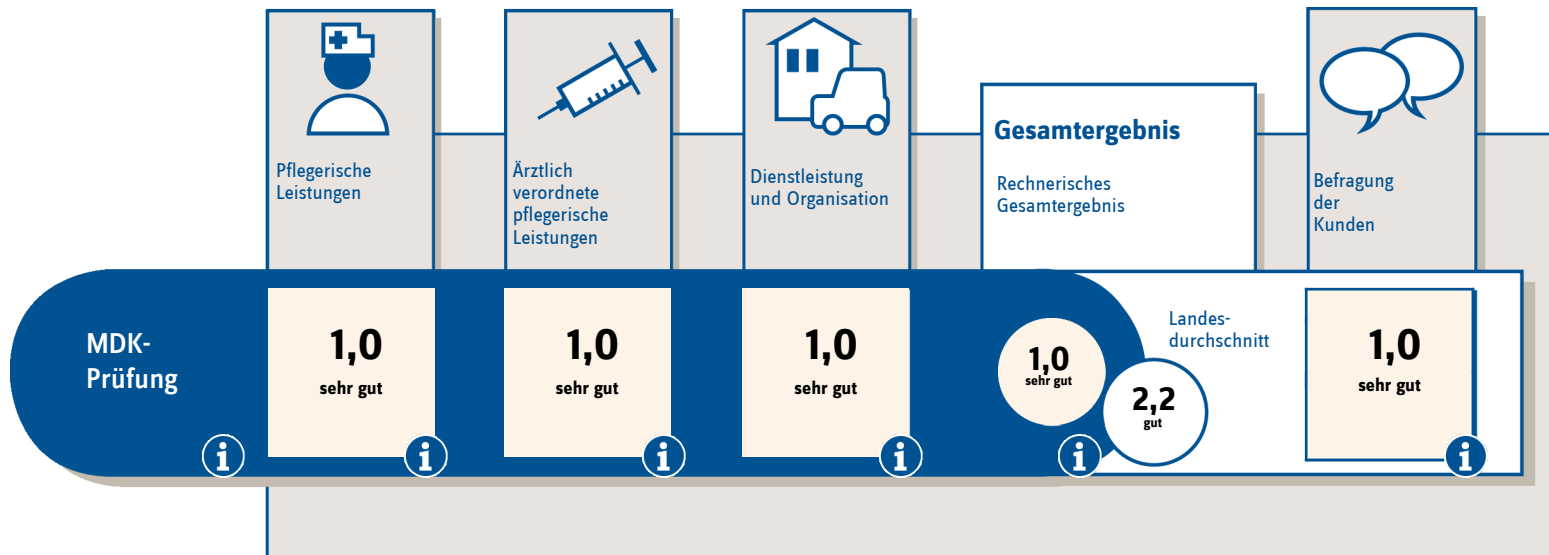 Pflegerische
Leistungen
Ärztlich
verordnete
pflegerische
Leistungen
Dienstleistung
und Organisation
Gesamtergebnis
Rechnerisches
Gesamtergebnis
Befragung
der
Kunden
MDK-
Prüfung
i
1,0
sehr gut
i
1,0
sehr gut
i
1,0
sehr gut
i
1,0
sehr gut
i
Landes-
durchschnitt
2,2
gut
1,0
sehr gut
i